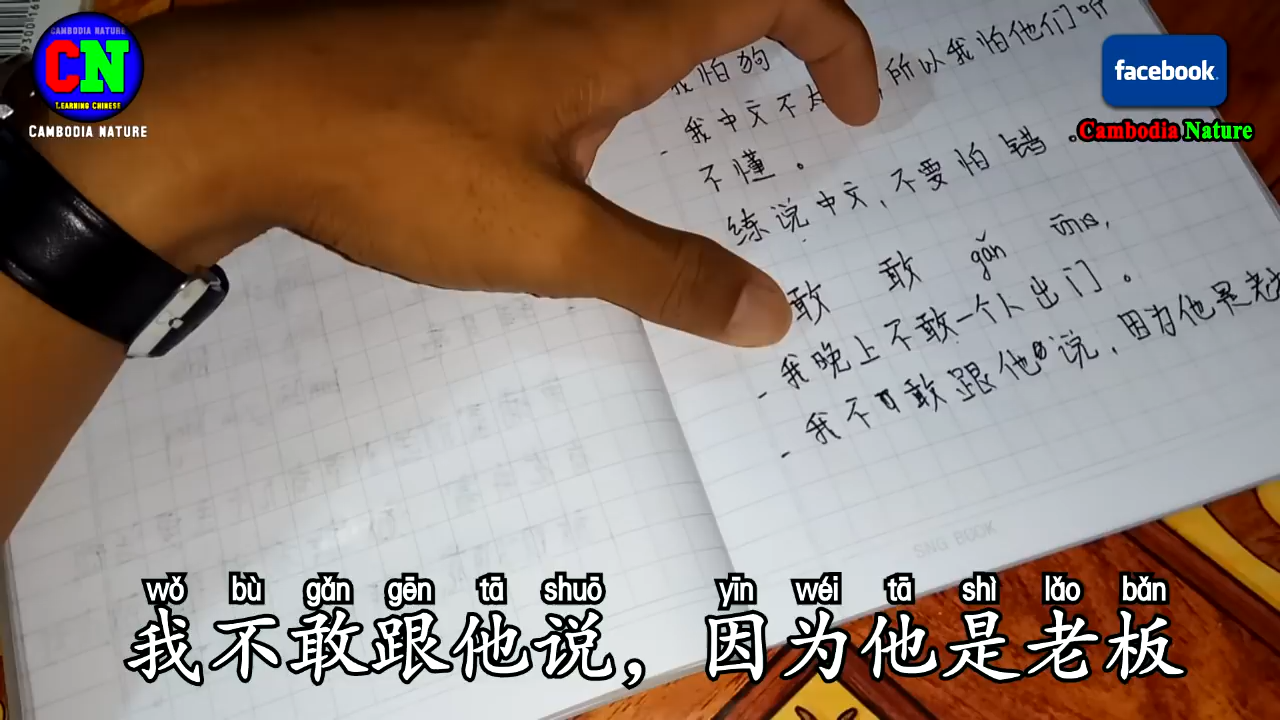 CAMBODIA NATURE
CN
LEARNING CHINESE
CAMBODIA NATURE
facebook
Cambodia Nature
9300
我怕狗
- 我中文不太 ,所以我怕他们听
不懂。
练说中文,不要怕错。
敢 敢 gǎn
- 我晚上不敢一个人出门。
- 我不敢跟他说,因为他是老
SING BOOK
wǒ bù gǎn gēn tā shuō yīn wéi tā shì lǎo bǎn
我不敢跟他说,因为他是老板